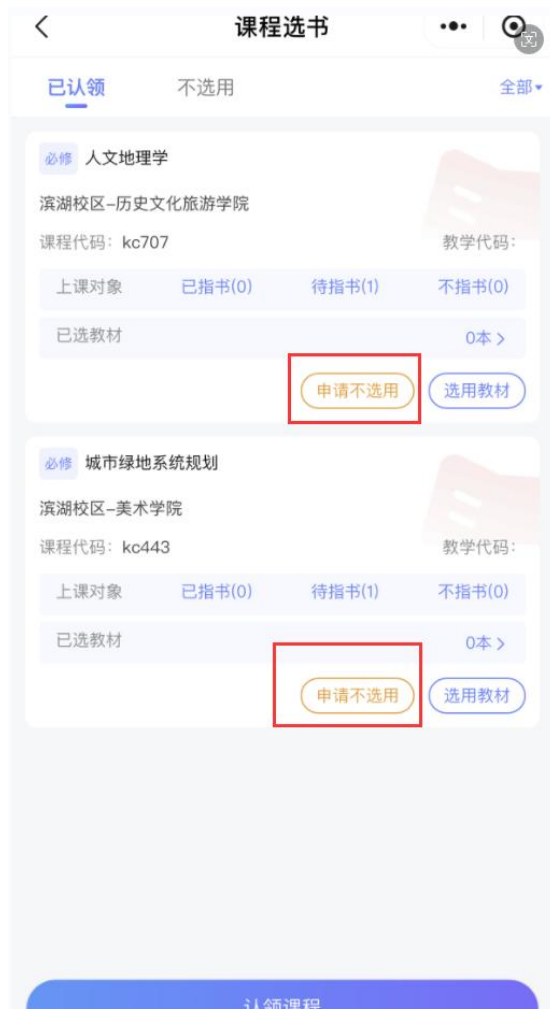 课程选书
已认领 不选用 全部
必修 人文地理学
滨湖校区-历史文化旅游学院
课程代码: kc707 教学代码:
上课对象 已指书(0) 待指书(1) 不指书(0)
已选教材 0本 >
申请不选用 选用教材
必修 城市绿地系统规划
滨湖校区-美术学院
课程代码: kc443 教学代码:
上课对象 已指书(0) 待指书(1) 不指书(0)
已选教材 0本 >
申请不选用 选用教材
认领课程